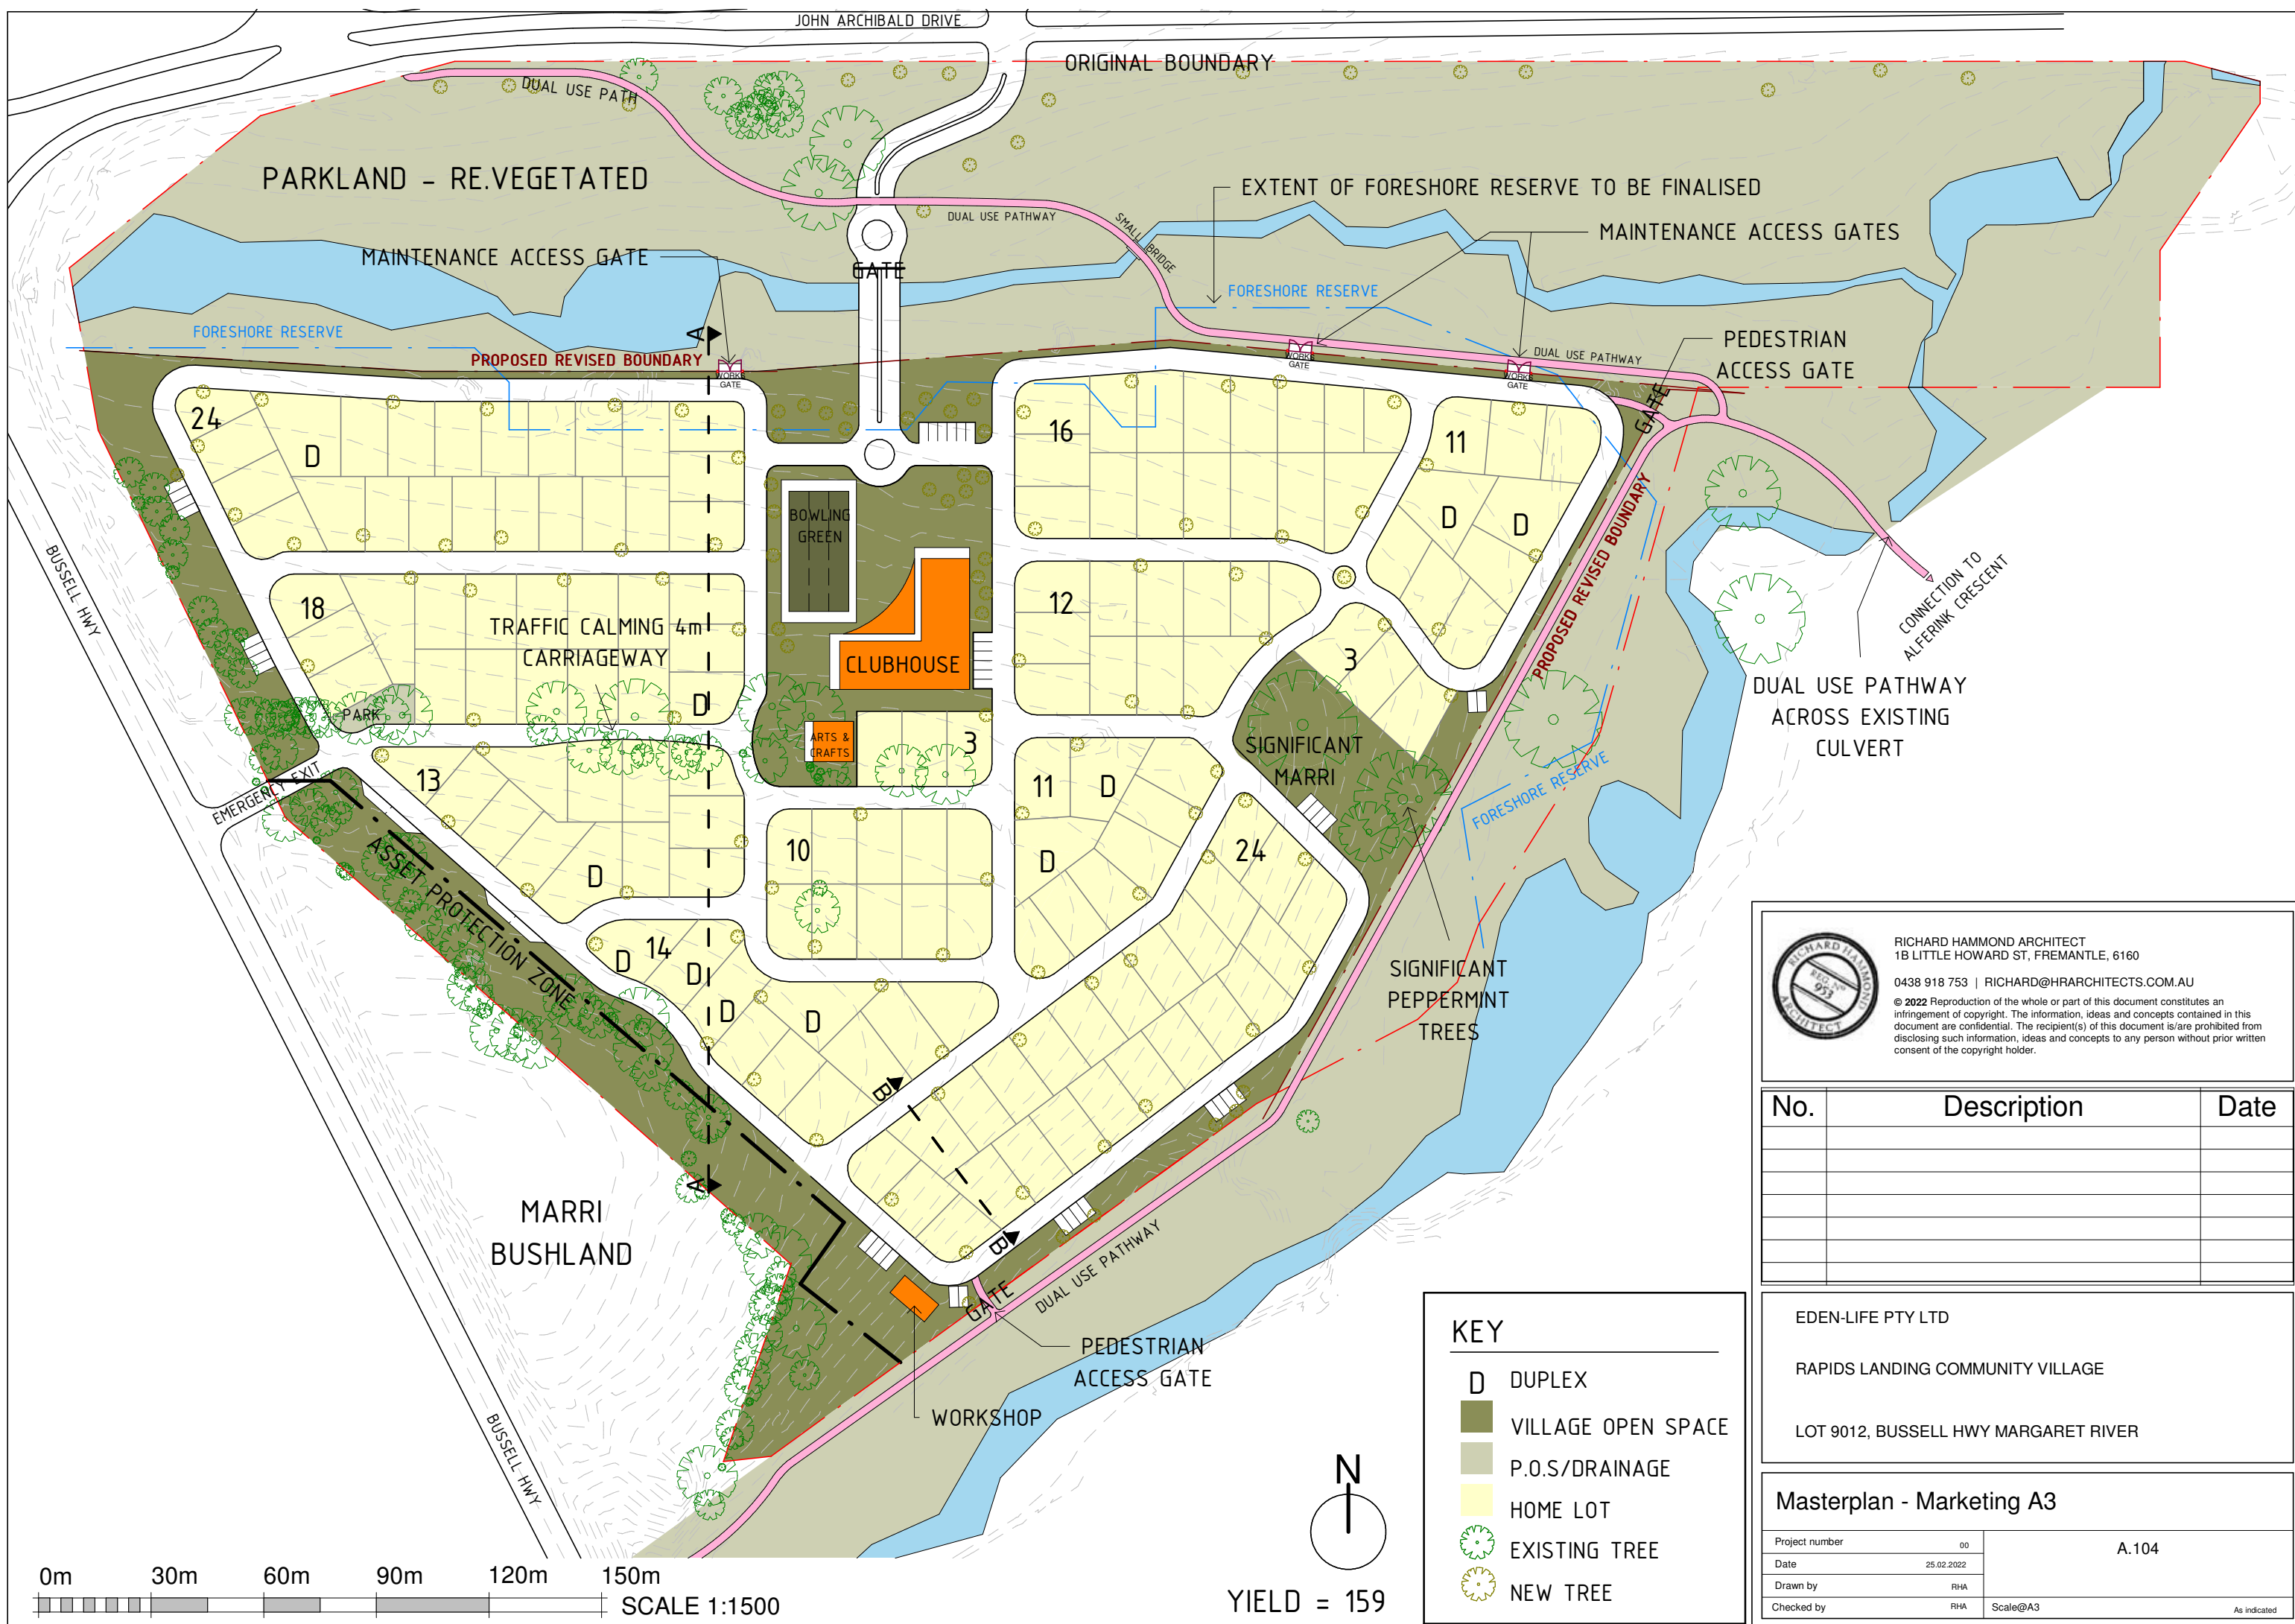 JOHN ARCHIBALD DRIVE
ORIGINAL BOUNDARY
DUAL USE PATH
PARKLAND - RE.VEGETATED
EXTENT OF FORESHORE RESERVE TO BE FINALISED
DUAL USE PATHWAY
SMALL BRIDGE
MAINTENANCE ACCESS GATES
MAINTENANCE ACCESS GATE
GATE
FORESHORE RESERVE
FORESHORE RESERVE
A
PROPOSED REVISED BOUNDARY
WORKS
GATE
WORKS
GATE
WORKS
GATE
DUAL USE PATHWAY
PEDESTRIAN
ACCESS GATE
GATE
24
D
16
11
D
D
BOWLING
GREEN
BUSSELL HWY
PROPOSED REVISED BOUNDARY
CONNECTION TO
ALFERINK CRESCENT
18
12
TRAFFIC CALMING 4m
CARRIAGEWAY
CLUBHOUSE
3
DUAL USE PATHWAY
ACROSS EXISTING
CULVERT
PARK
D
ARTS &
CRAFTS
3
SIGNIFICANT
MARRI
EMERGENCY EXIT
13
11
D
FORESHORE RESERVE
ASSET PROTECTION ZONE
D
10
D
24
14
D
D
D
D
SIGNIFICANT
PEPPERMINT
TREES
B
A
B
MARRI
BUSHLAND
GATE
DUAL USE PATHWAY
PEDESTRIAN
ACCESS GATE
WORKSHOP
BUSSELL HWY
0m 30m 60m 90m 120m 150m
SCALE 1:1500
N
YIELD = 159
KEY
D DUPLEX
VILLAGE OPEN SPACE
P.O.S/DRAINAGE
HOME LOT
EXISTING TREE
NEW TREE
RICHARD HAMMOND
REG. Nº
953
ARCHITECT
RICHARD HAMMOND ARCHITECT
1B LITTLE HOWARD ST, FREMANTLE, 6160
0438 918 753 | RICHARD@HRARCHITECTS.COM.AU
© 2022 Reproduction of the whole or part of this document constitutes an
infringement of copyright. The information, ideas and concepts contained in this
document are confidential. The recipient(s) of this document is/are prohibited from
disclosing such information, ideas and concepts to any person without prior written
consent of the copyright holder.
No. Description Date
EDEN-LIFE PTY LTD
RAPIDS LANDING COMMUNITY VILLAGE
LOT 9012, BUSSELL HWY MARGARET RIVER
Masterplan - Marketing A3
Project number 00
A.104
Date 25.02.2022
Drawn by RHA
Checked by RHA
Scale@A3 As indicated